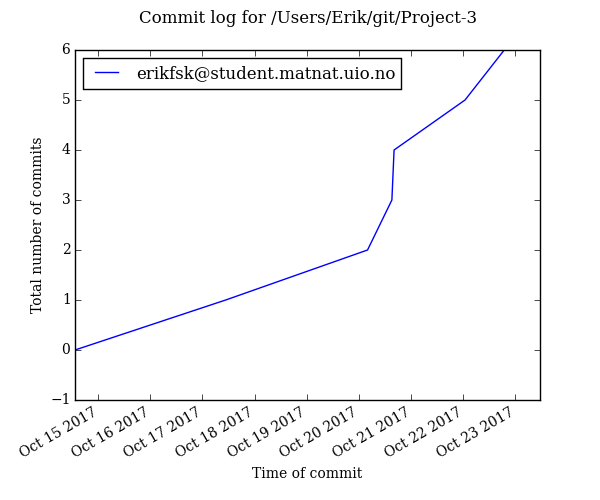 Commit log for /Users/Erik/git/Project-3
erikfsk@student.matnat.uio.no
Total number of commits
6
5
4
3
2
1
0
−1
Oct 15 2017
Oct 16 2017
Oct 17 2017
Oct 18 2017
Oct 19 2017
Oct 20 2017
Oct 21 2017
Oct 22 2017
Oct 23 2017
Time of commit